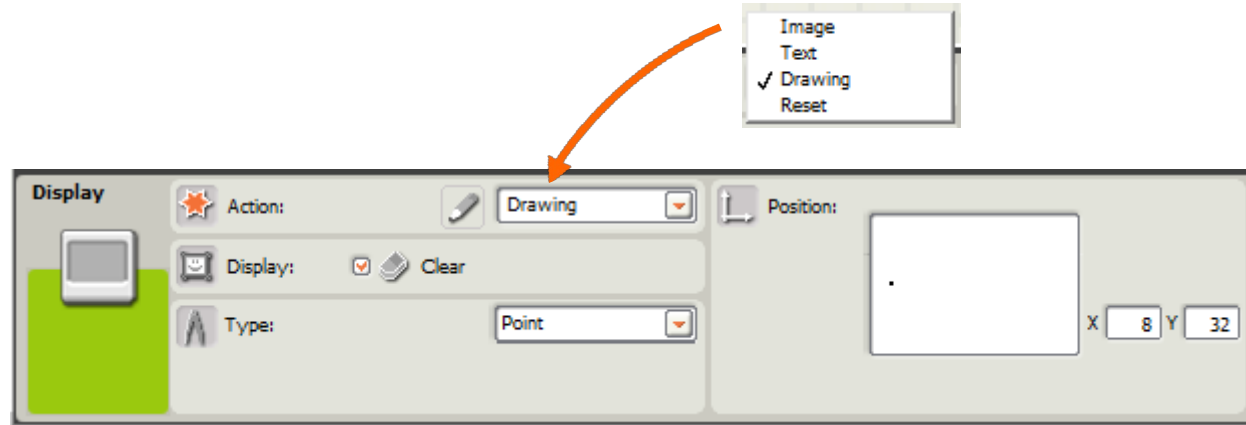 Image
Text
Drawing
Reset
Display
Action:
Drawing
Position:
Display:
Clear
Type:
Point
X 8 Y 32